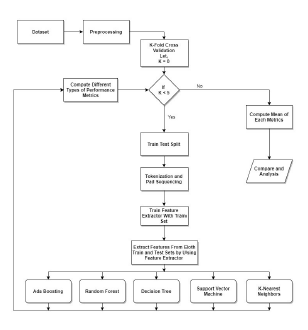 Dataset
Preprocessing
K-Fold Cross
Validation
Let,
K = 0
Compute Different
Types of Performance
Metrics
If
K < 5
No
Yes
Compute Mean of
Each Metrics
Compare and
Analysis
Train Test Split
Tokenization and
Pad Sequencing
Train Feature
Extractor With Train
Set
Extract Features From Both
Train and Test Sets by Using
Feature Extractor
Ada Boosting
Random Forest
Decision Tree
Support Vector
Machine
K-Nearest
Neighbors